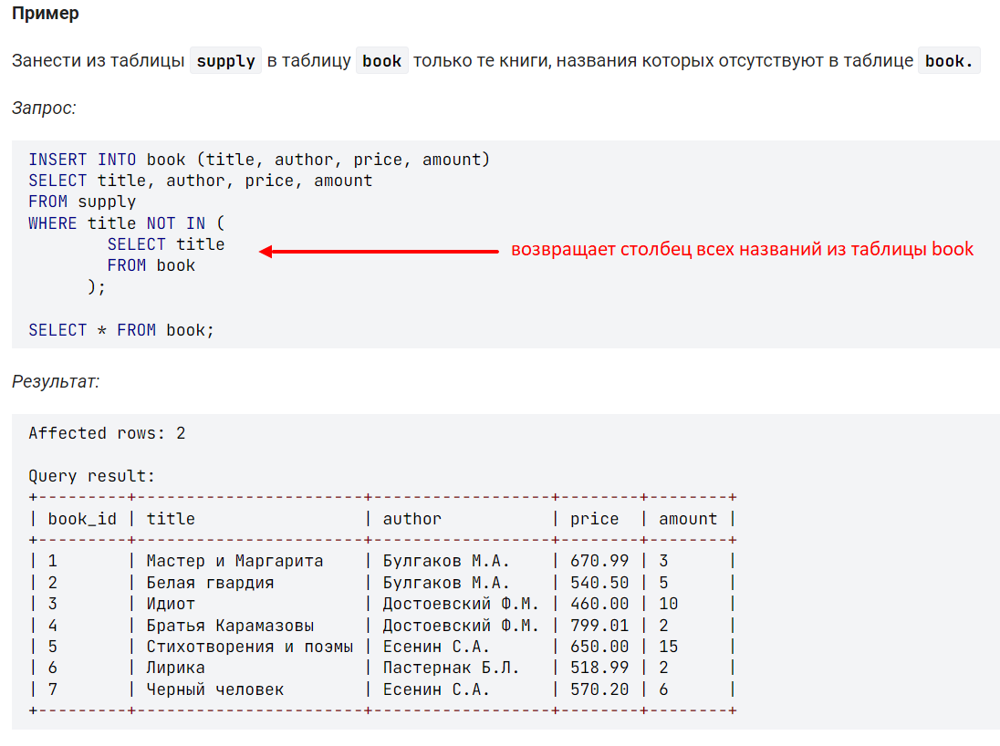 Пример
Занести из таблицы supply в таблицу book только те книги, названия которых отсутствуют в таблице book.
Запрос:
INSERT INTO book (title, author, price, amount)
SELECT title, author, price, amount
FROM supply
WHERE title NOT IN (
        SELECT title
        FROM book
      );
возвращает столбец всех названий из таблицы book
SELECT * FROM book;
Результат:
Affected rows: 2
Query result:
+---------+-----------------------+------------------+--------+--------+
| book_id | title                 | author           | price  | amount |
+---------+-----------------------+------------------+--------+--------+
| 1       | Мастер и Маргарита    | Булгаков М.А.    | 670.99 | 3      |
| 2       | Белая гвардия         | Булгаков М.А.    | 540.50 | 5      |
| 3       | Идиот                 | Достоевский Ф.М. | 460.00 | 10     |
| 4       | Братья Карамазовы     | Достоевский Ф.М. | 799.01 | 2      |
| 5       | Стихотворения и поэмы | Есенин С.А.      | 650.00 | 15     |
| 6       | Лирика                | Пастернак Б.Л.   | 518.99 | 2      |
| 7       | Черный человек        | Есенин С.А.      | 570.20 | 6      |
+---------+-----------------------+------------------+--------+--------+